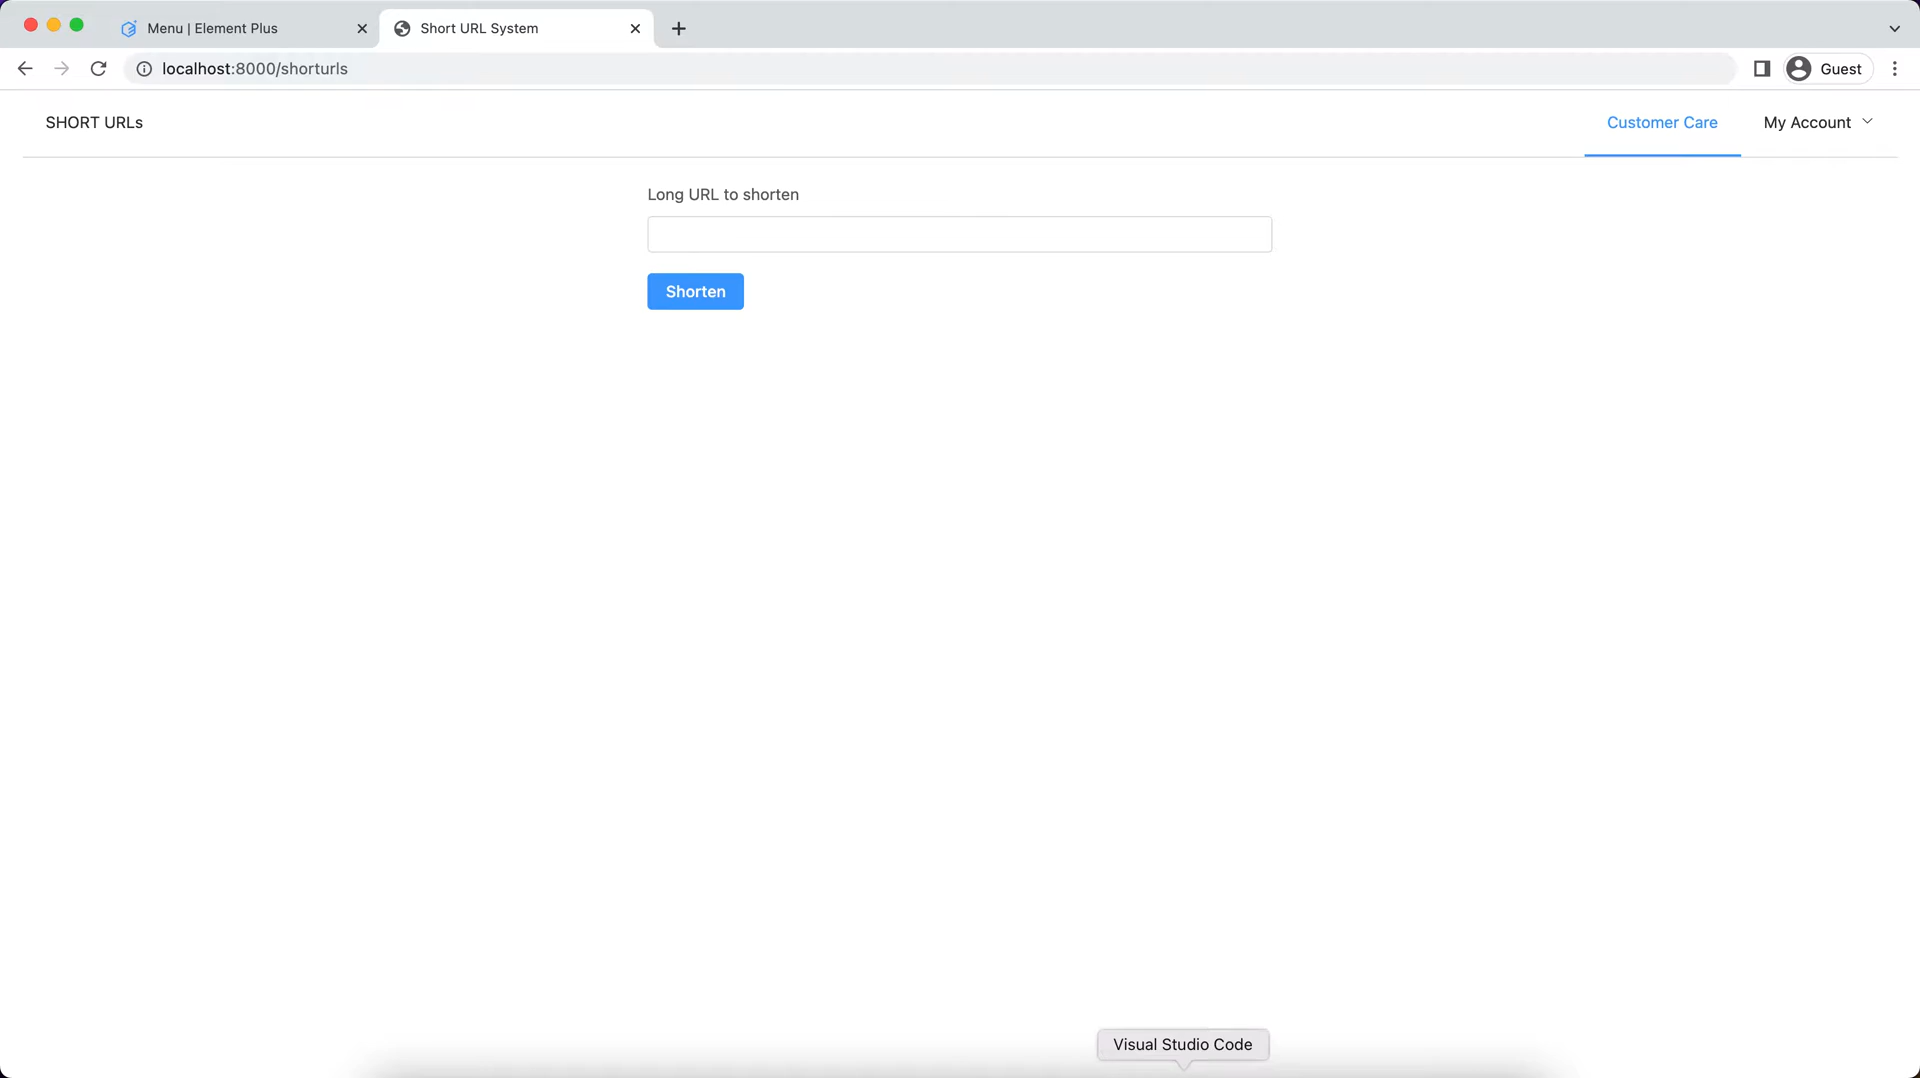 Menu | Element Plus
Short URL System
localhost:8000/shorturls
Guest
SHORT URLs
Customer Care
My Account
Long URL to shorten
Shorten
Visual Studio Code